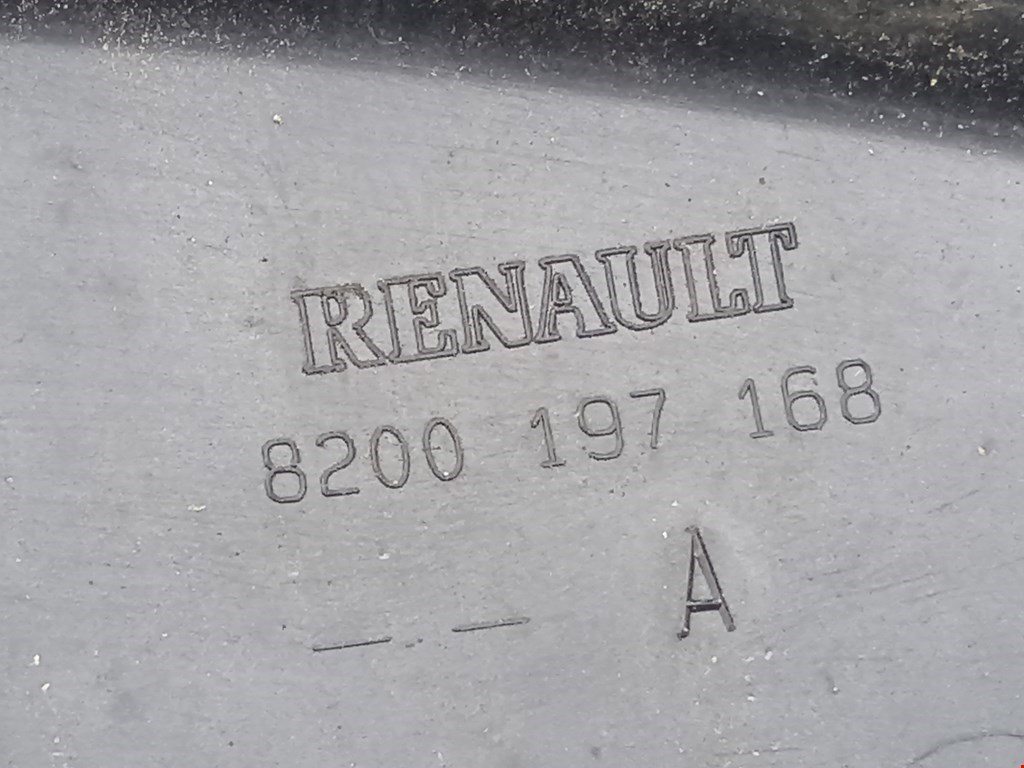 RENAULT
8200 197 168
— — A